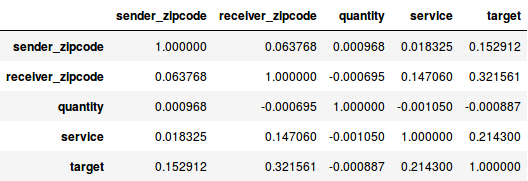 sender_zipcode receiver_zipcode quantity service target
sender_zipcode 1.000000 0.063768 0.000968 0.018325 0.152912
receiver_zipcode 0.063768 1.000000 -0.000695 0.147060 0.321561
quantity 0.000968 -0.000695 1.000000 -0.001050 -0.000887
service 0.018325 0.147060 -0.001050 1.000000 0.214300
target 0.152912 0.321561 -0.000887 0.214300 1.000000